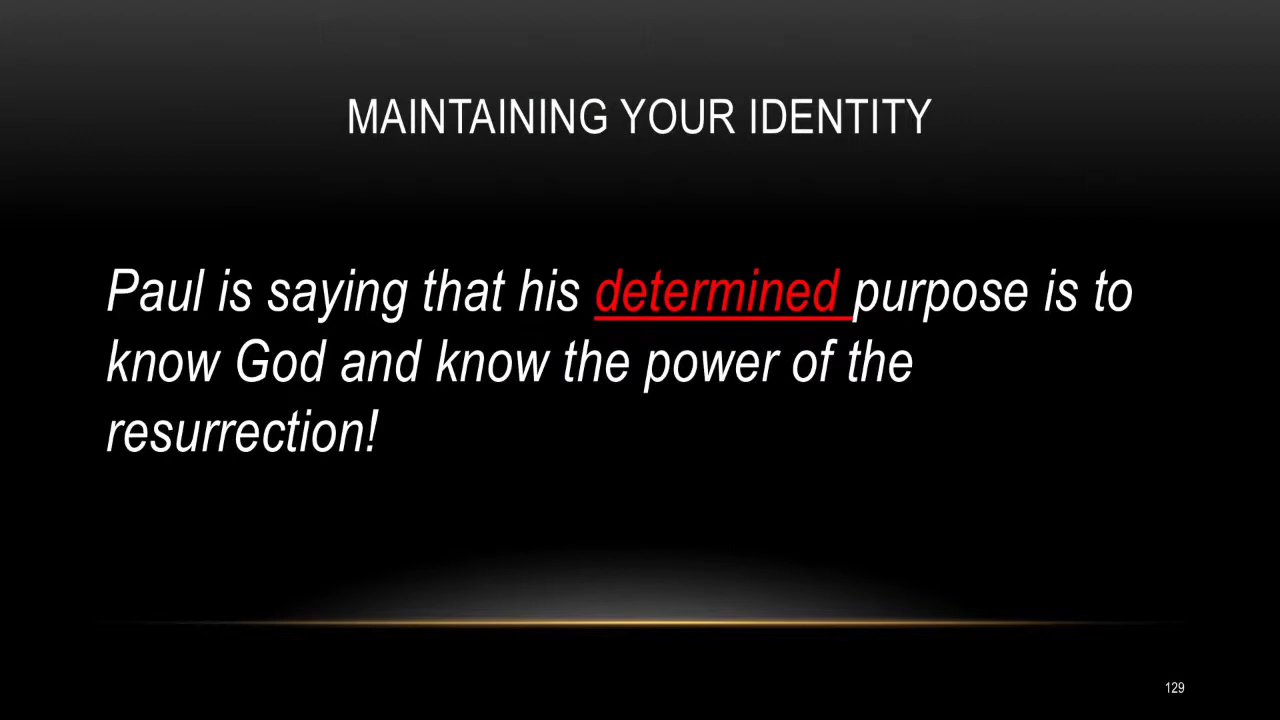 MAINTAINING YOUR IDENTITY
Paul is saying that his determined purpose is to
know God and know the power of the
resurrection!
129